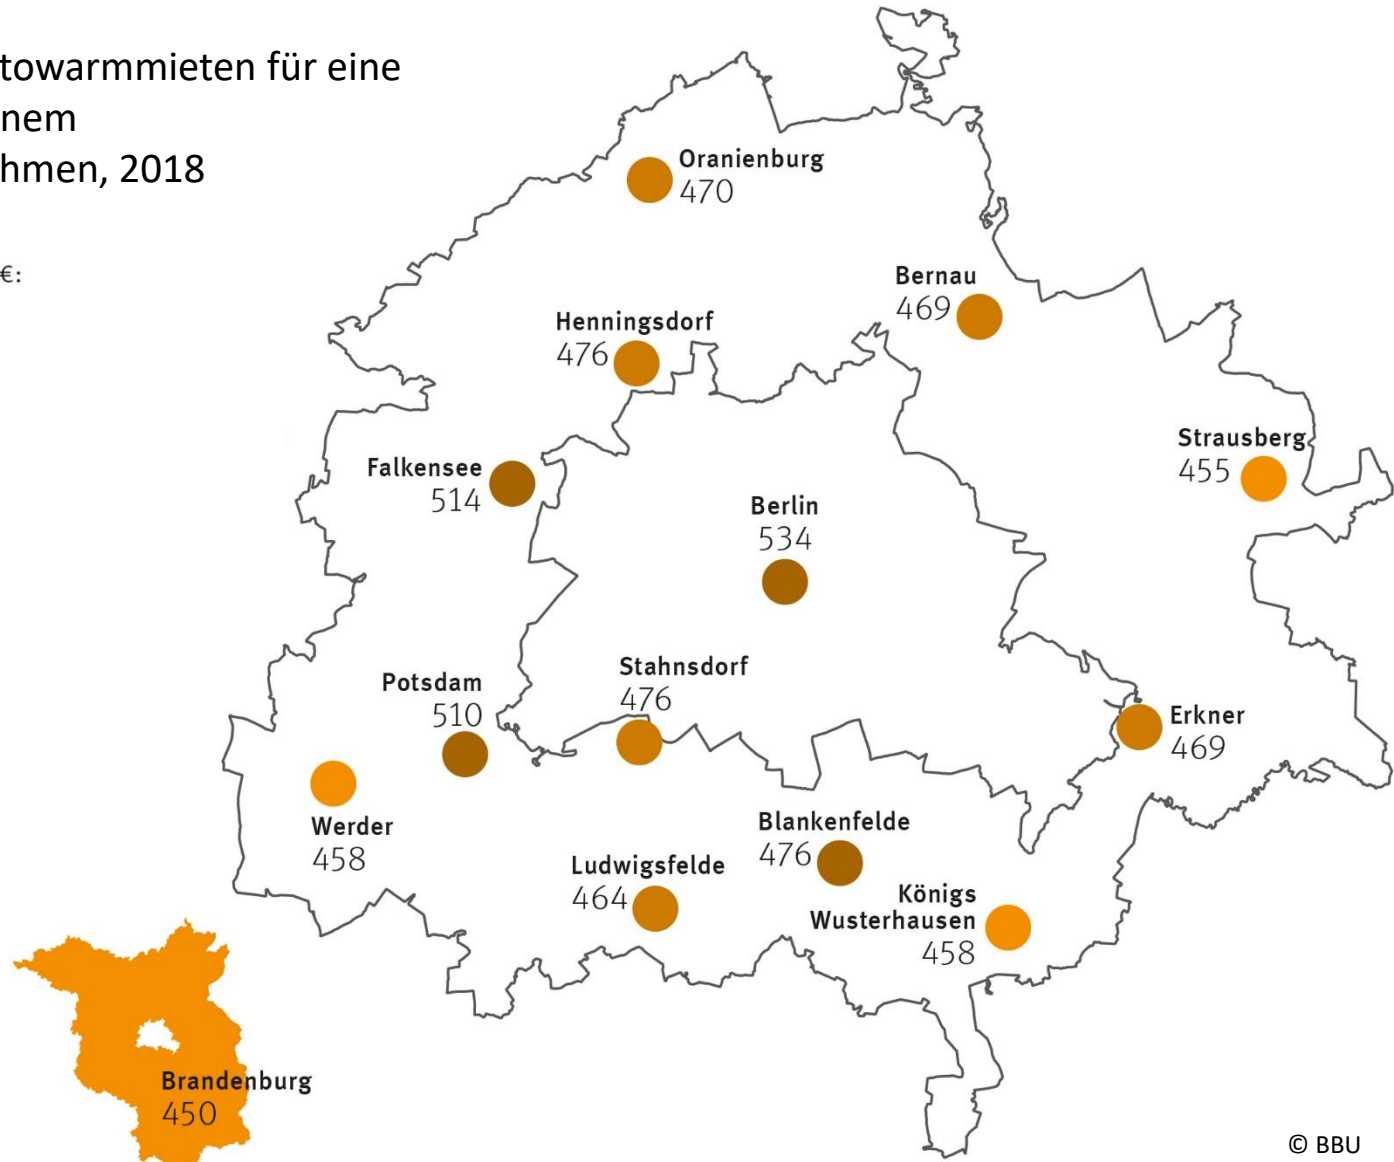 towarmmieten für eine
nem
hmen, 2018
€:
Oranienburg
470
Bernau
469
Henningsdorf
476
Strausberg
455
Falkensee
514
Berlin
534
Stahnsdorf
476
Potsdam
510
Erkner
469
Werder
458
Blankenfelde
476
Ludwigsfelde
464
Königs
Wusterhausen
458
Brandenburg
450
© BBU